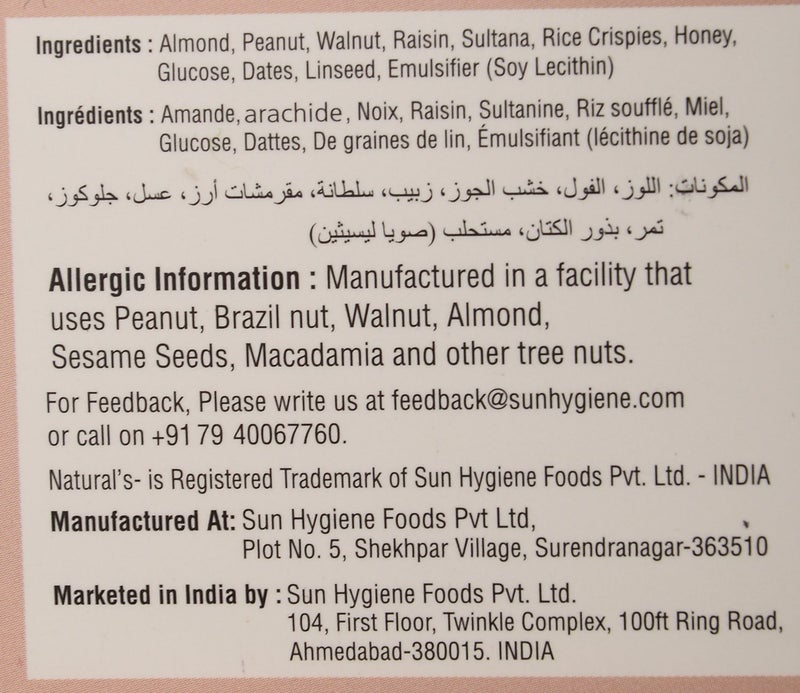 Ingredients : Almond, Peanut, Walnut, Raisin, Sultana, Rice Crispies, Honey,
Glucose, Dates, Linseed, Emulsifier (Soy Lecithin)
Ingrédients : Amande, arachide, Noix, Raisin, Sultanine, Riz soufflé, Miel,
Glucose, Dattes, De graines de lin, Émulsifiant (lécithine de soja)
المكونات: اللوز، الفول، خشب الجوز، زبيب، سلطانة، مقرمشات أرز، عسل، جلوكوز،
تمر، بذور الكتان، مستحلب (صويا ليسيثين)
Allergic Information : Manufactured in a facility that
uses Peanut, Brazil nut, Walnut, Almond,
Sesame Seeds, Macadamia and other tree nuts.
For Feedback, Please write us at feedback@sunhygiene.com
or call on +91 79 40067760.
Natural's- is Registered Trademark of Sun Hygiene Foods Pvt. Ltd. - INDIA
Manufactured At: Sun Hygiene Foods Pvt Ltd,
Plot No. 5, Shekhpar Village, Surendranagar-363510
Marketed in India by : Sun Hygiene Foods Pvt. Ltd.
104, First Floor, Twinkle Complex, 100ft Ring Road,
Ahmedabad-380015. INDIA